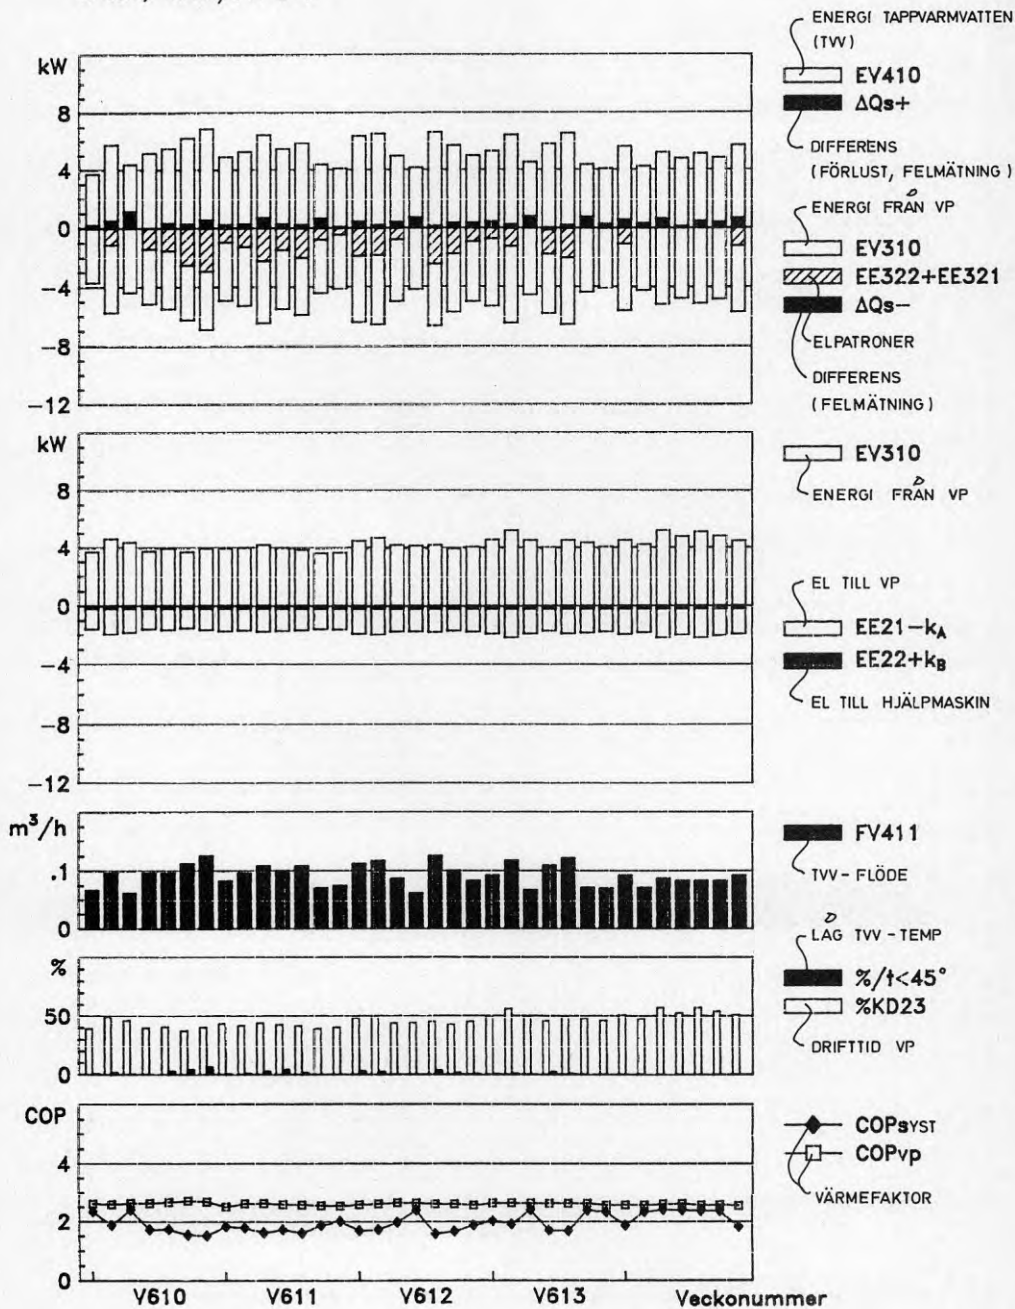 ENERGI TAPPVARMVATTEN
(TVV)
kW
EV410
ΔQs+
8
DIFFERENS
(FÖRLUST, FELMÄTNING)
4
ENERGI FRÅN VP
0
EV310
EE322+EE321
-4
ΔQs-
ELPATRONER
-8
DIFFERENS
(FELMÄTNING)
-12
kW
EV310
8
ENERGI FRÅN VP
4
EL TILL VP
0
EE21-kA
EE22+kB
-4
EL TILL HJÄLPMASKIN
-8
-12
m³/h
FV411
.1
TVV-FLÖDE
0
LÅG TVV-TEMP
%
%/t<45°
%KD23
50
DRIFTTID VP
0
COP
COPSYST
4
COPVP
VÄRMEFAKTOR
2
0
V610 V611 V612 V613 Veckonummer